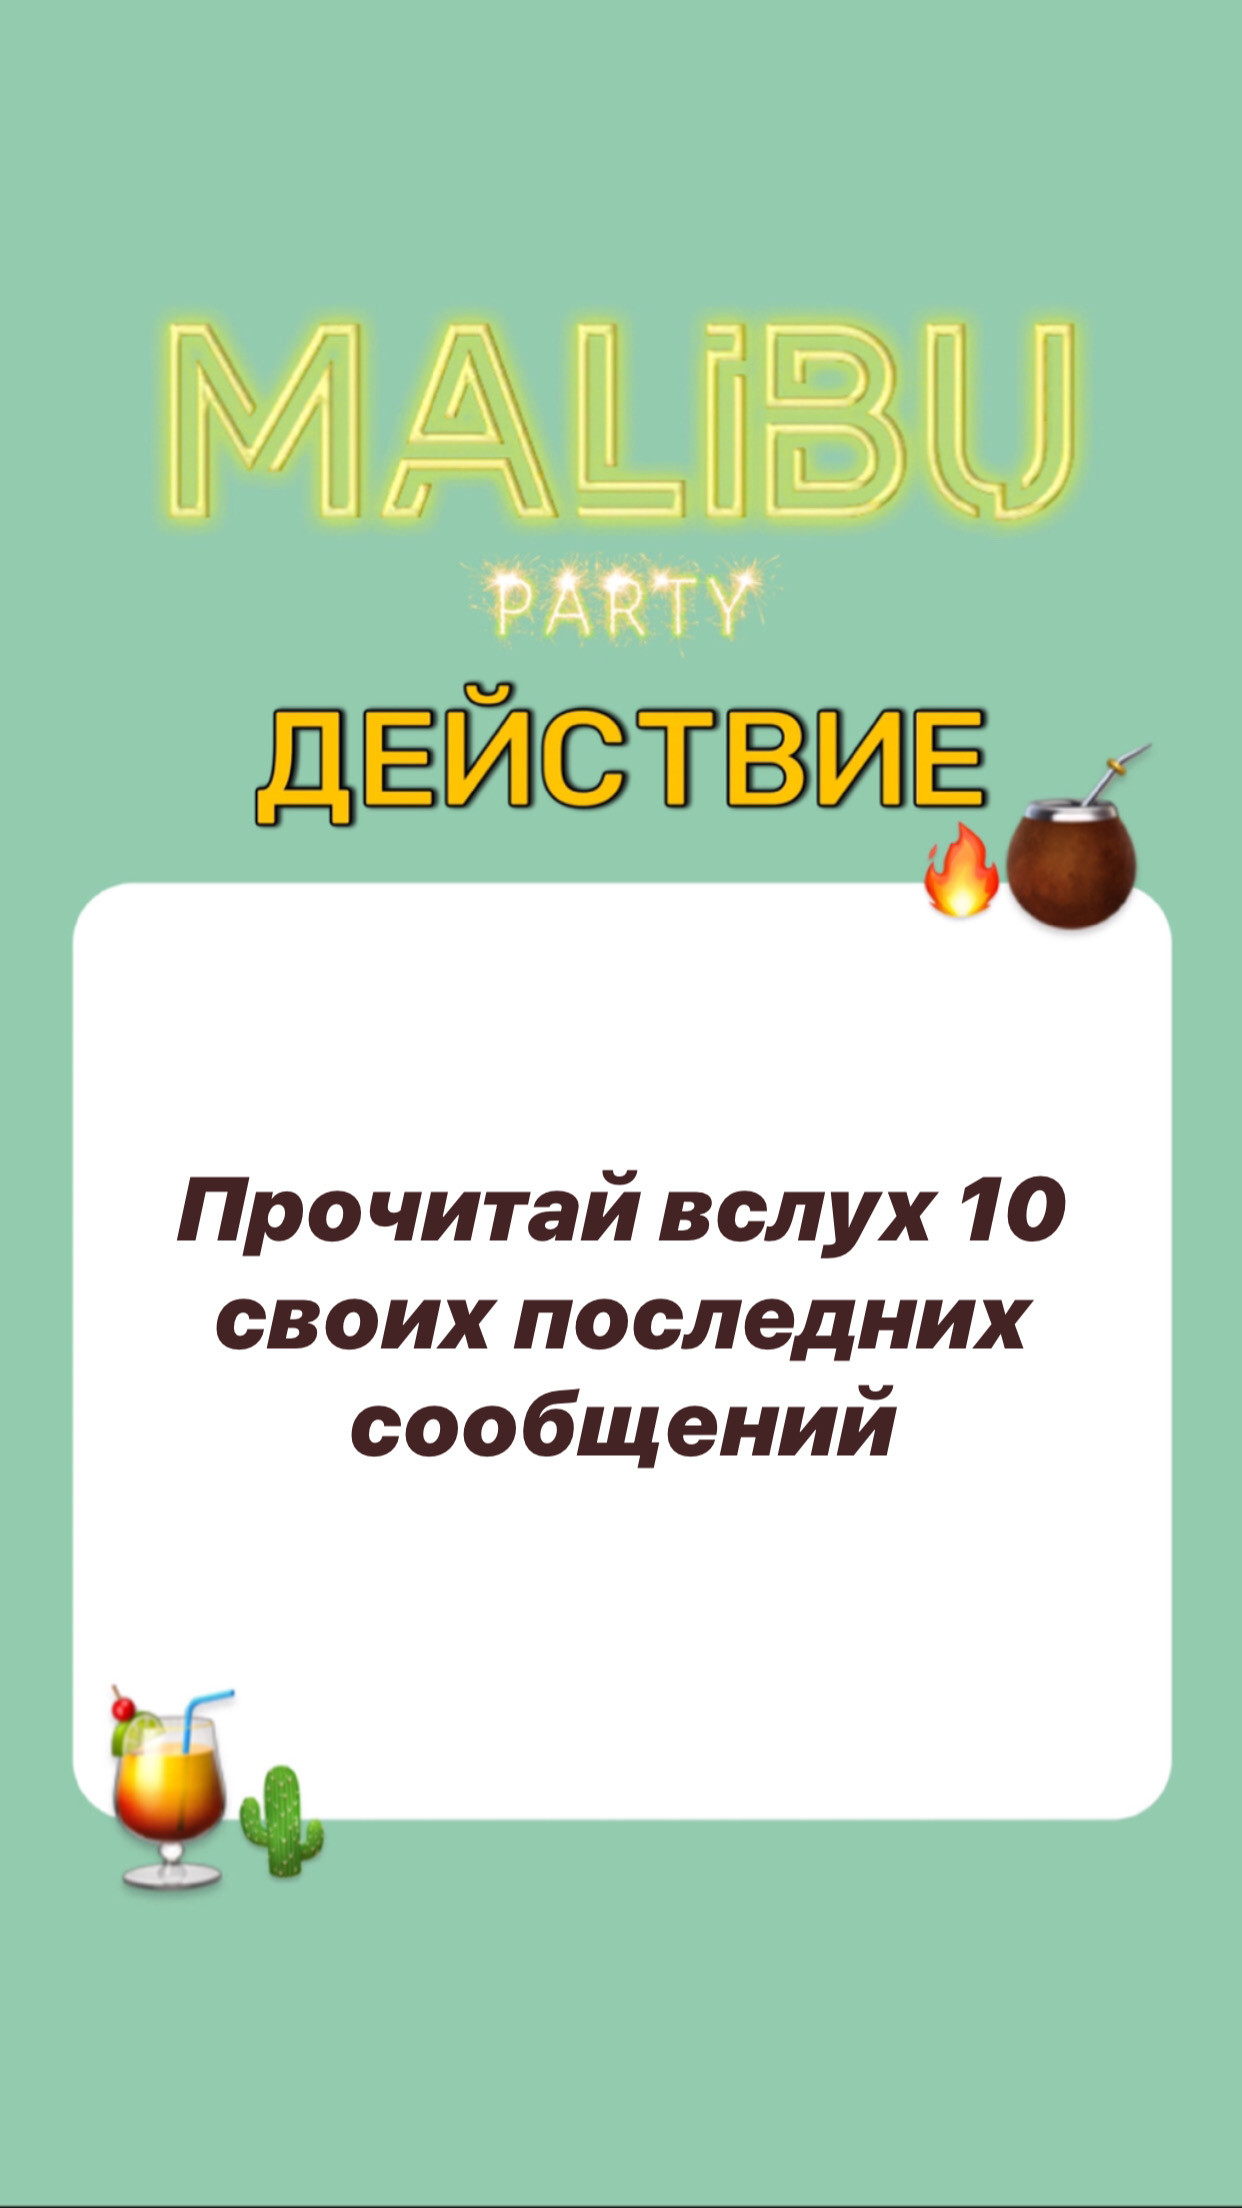 MALiBU
PARTY
ДЕЙСТВИЕ
Прочитай вслух 10
своих последних
сообщений